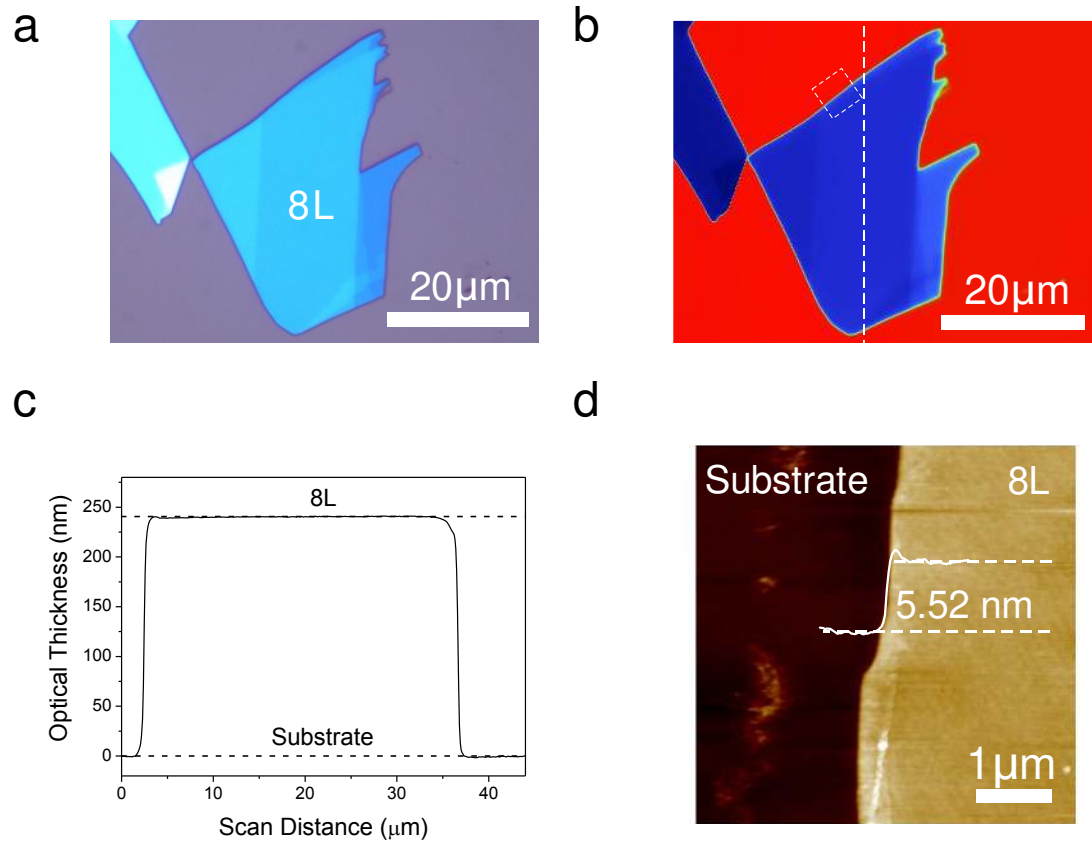 a
8L
20µm
b
20µm
c
Optical Thickness (nm)
250
200
150
100
50
0
8L
Substrate
0
10
20
30
40
Scan Distance (µm)
d
Substrate
8L
5.52 nm
1µm